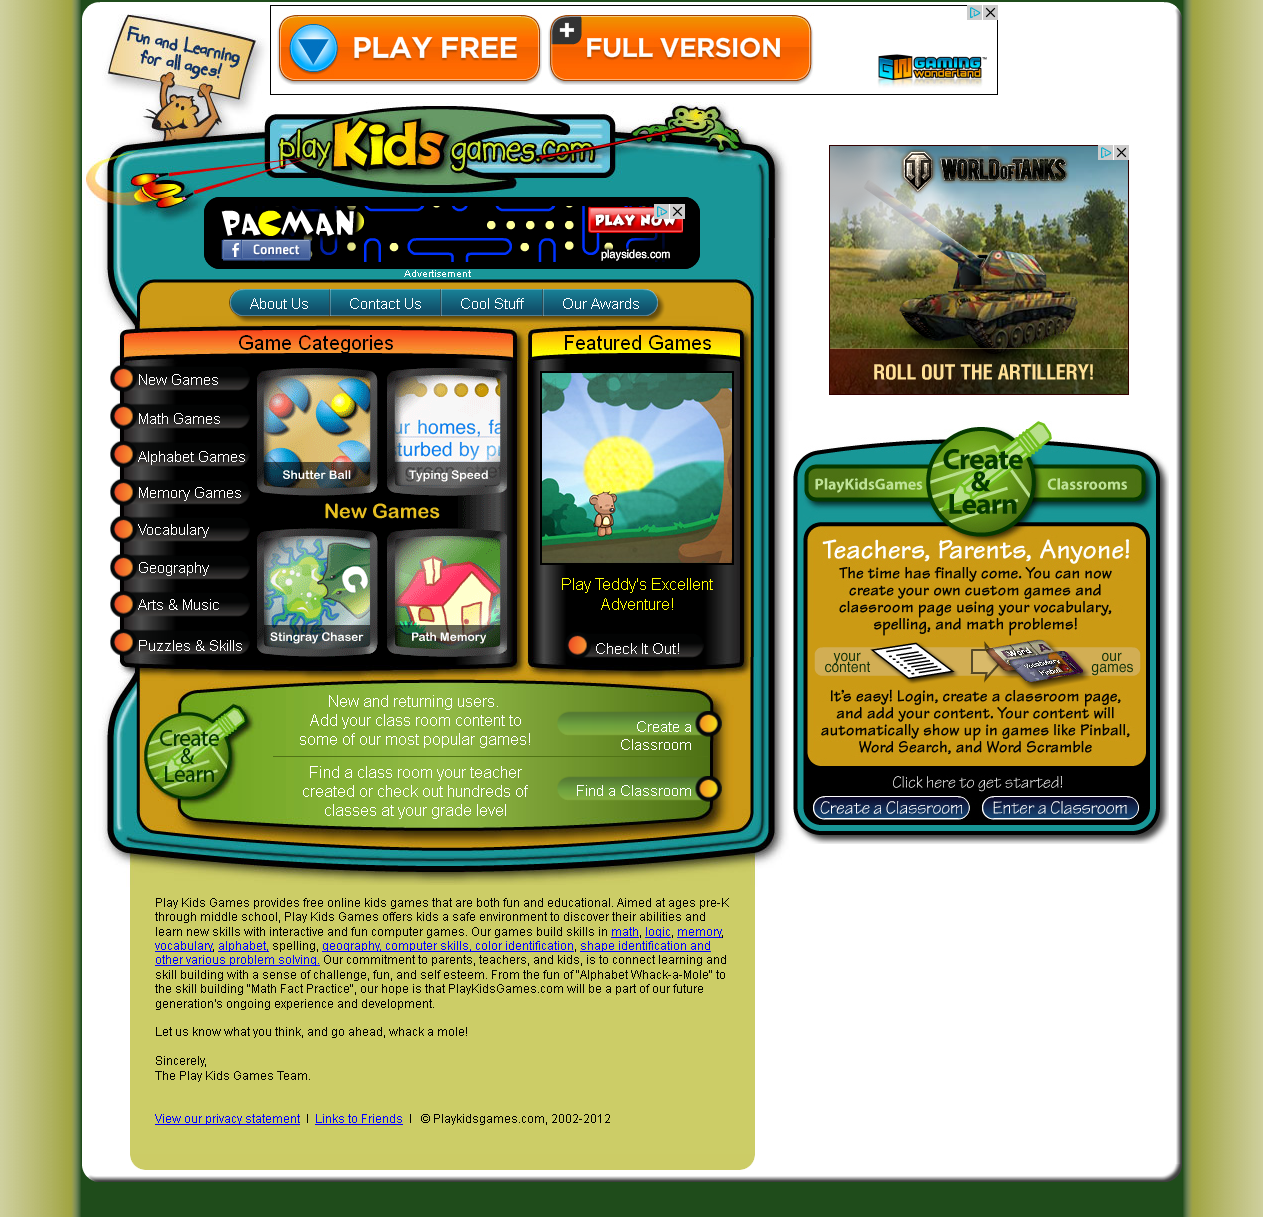 Fun and Learning
for all ages!
PLAY FREE
FULL VERSION
GAMING
wonderland
play Kids games.com
PACMAN
PLAY NOW
f Connect
playsides.com
Advertisement
WORLD OF TANKS
ROLL OUT THE ARTILLERY!
About Us
Contact Us
Cool Stuff
Our Awards
Game Categories
Featured Games
New Games
Math Games
Alphabet Games
Memory Games
Vocabulary
Geography
Arts & Music
Puzzles & Skills
ur homes, fa
turbed by p
Shutter Ball
Typing Speed
New Games
Stingray Chaser
Path Memory
Play Teddy's Excellent
Adventure!
Check It Out!
PlayKidsGames
Create
&
Learn
Classrooms
Teachers, Parents, Anyone!
The time has finally come. You can now
create your own custom games and
classroom page using your vocabulary,
spelling, and math problems!
your
content
Word
Vocabulary
Pinball
our
games
It's easy! Login, create a classroom page,
and add your content. Your content will
automatically show up in games like Pinball,
Word Search, and Word Scramble
Click here to get started!
Create a Classroom
Enter a Classroom
Create
&
Learn
New and returning users.
Add your class room content to
some of our most popular games!
Create a
Classroom
Find a class room your teacher
created or check out hundreds of
classes at your grade level
Find a Classroom
Play Kids Games provides free online kids games that are both fun and educational. Aimed at ages pre-K
through middle school, Play Kids Games offers kids a safe environment to discover their abilities and
learn new skills with interactive and fun computer games. Our games build skills in math, logic, memory,
vocabulary, alphabet, spelling, geography, computer skills, color identification, shape identification and
other various problem solving. Our commitment to parents, teachers, and kids, is to connect learning and
skill building with a sense of challenge, fun, and self esteem. From the fun of "Alphabet Whack-a-Mole" to
the skill building "Math Fact Practice", our hope is that PlayKidsGames.com will be a part of our future
generation's ongoing experience and development.
Let us know what you think, and go ahead, whack a mole!
Sincerely,
The Play Kids Games Team.
View our privacy statement | Links to Friends | © Playkidsgames.com, 2002-2012